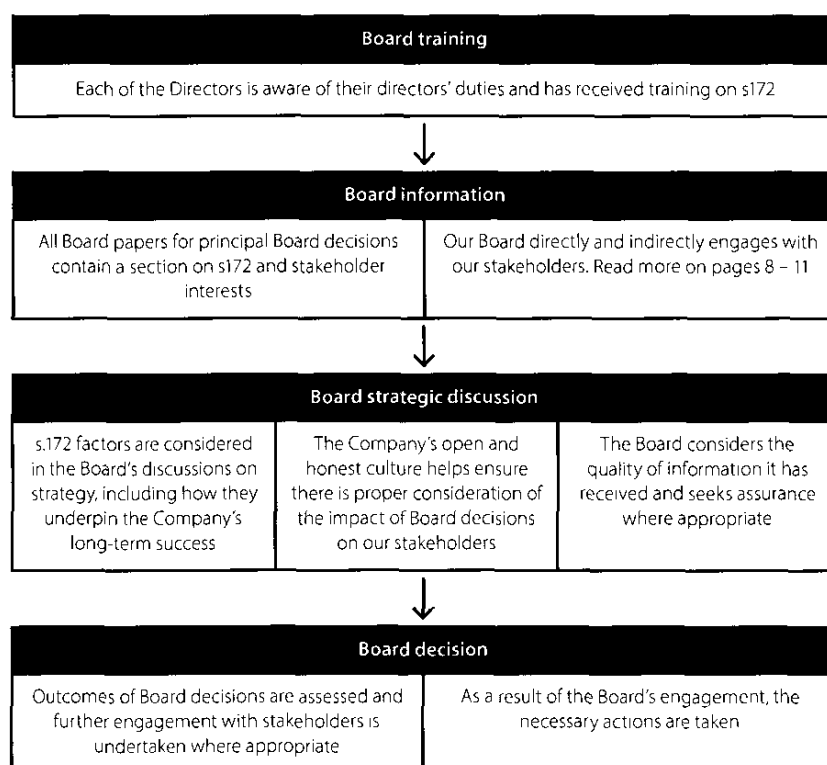 Board training
Each of the Directors is aware of their directors' duties and has received training on s172
Board information
All Board papers for principal Board decisions
contain a section on s172 and stakeholder
interests
Our Board directly and indirectly engages with
our stakeholders. Read more on pages 8 – 11
Board strategic discussion
s.172 factors are considered
in the Board's discussions on
strategy, including how they
underpin the Company's
long-term success
The Company's open and
honest culture helps ensure
there is proper consideration of
the impact of Board decisions
on our stakeholders
The Board considers the
quality of information it has
received and seeks assurance
where appropriate
Board decision
Outcomes of Board decisions are assessed and
further engagement with stakeholders is
undertaken where appropriate
As a result of the Board's engagement, the
necessary actions are taken